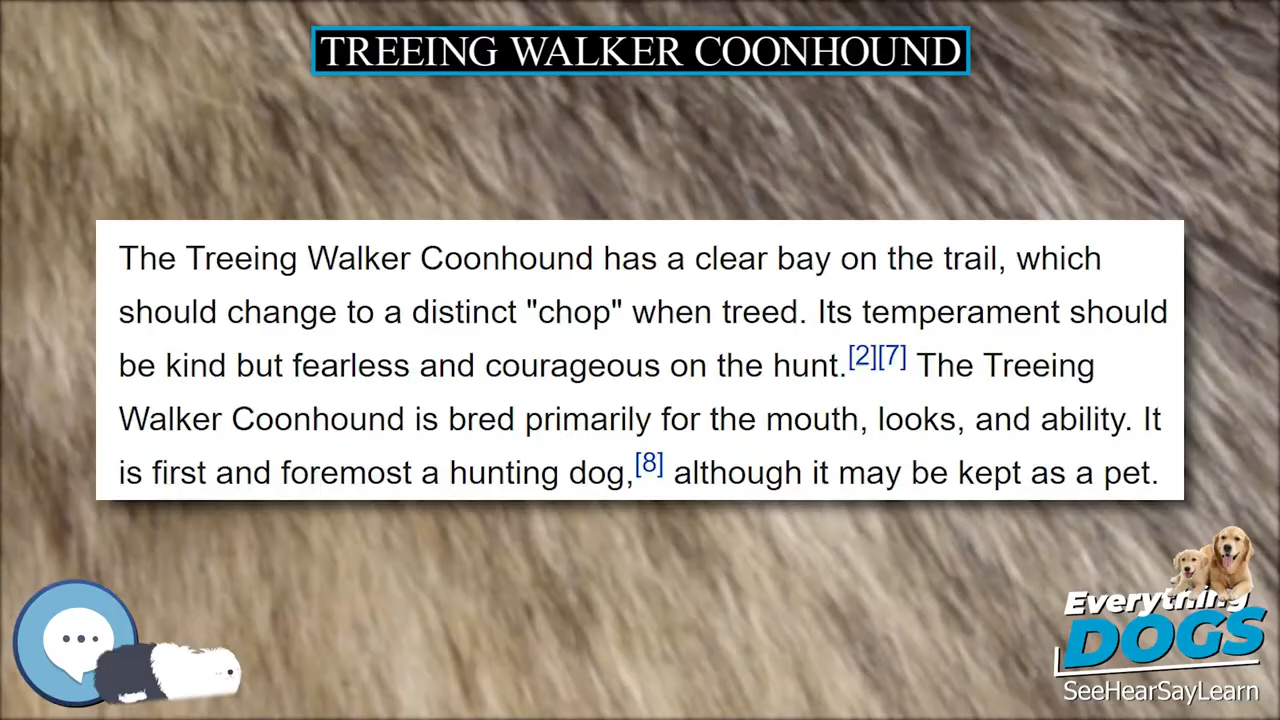 TREEING WALKER COONHOUND
The Treeing Walker Coonhound has a clear bay on the trail, which
should change to a distinct "chop" when treed. Its temperament should
be kind but fearless and courageous on the hunt.[2][7] The Treeing
Walker Coonhound is bred primarily for the mouth, looks, and ability. It
is first and foremost a hunting dog,[8] although it may be kept as a pet.
Everything
DOGS
SeeHearSayLearn